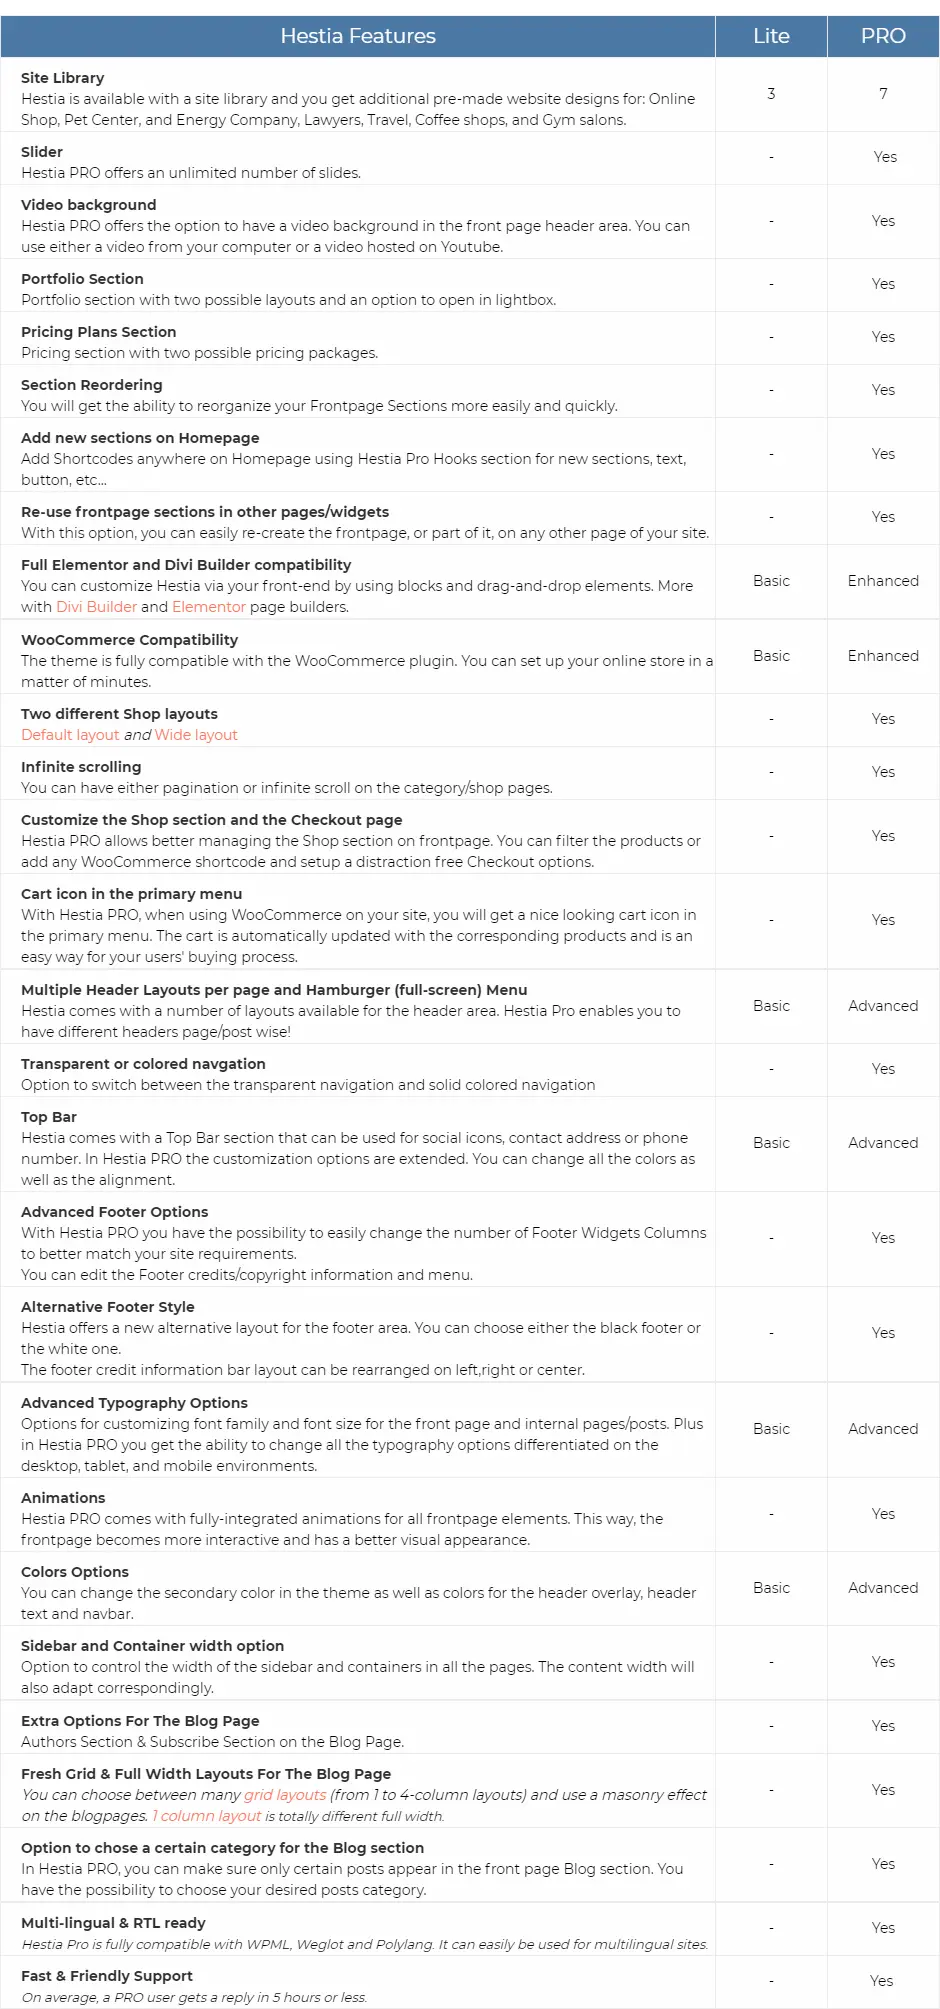 Hestia Features Lite PRO
Site Library
Hestia is available with a site library and you get additional pre-made website designs for: Online 3 7
Shop, Pet Center, and Energy Company, Lawyers, Travel, Coffee shops, and Gym salons.
Slider - Yes
Hestia PRO offers an unlimited number of slides.
Video background
Hestia PRO offers the option to have a video background in the front page header area. You can - Yes
use either a video from your computer or a video hosted on Youtube.
Portfolio Section - Yes
Portfolio section with two possible layouts and an option to open in lightbox.
Pricing Plans Section - Yes
Pricing section with two possible pricing packages.
Section Reordering - Yes
You will get the ability to reorganize your Frontpage Sections more easily and quickly.
Add new sections on Homepage
Add Shortcodes anywhere on Homepage using Hestia Pro Hooks section for new sections, text, - Yes
button, etc...
Re-use frontpage sections in other pages/widgets - Yes
With this option, you can easily re-create the frontpage, or part of it, on any other page of your site.
Full Elementor and Divi Builder compatibility
You can customize Hestia via your front-end by using blocks and drag-and-drop elements. More Basic Enhanced
with Divi Builder and Elementor page builders.
WooCommerce Compatibility
The theme is fully compatible with the WooCommerce plugin. You can set up your online store in a Basic Enhanced
matter of minutes.
Two different Shop layouts - Yes
Default layout and Wide layout
Infinite scrolling - Yes
You can have either pagination or infinite scroll on the category/shop pages.
Customize the Shop section and the Checkout page
Hestia PRO allows better managing the Shop section on frontpage. You can filter the products or - Yes
add any WooCommerce shortcode and setup a distraction free Checkout options.
Cart icon in the primary menu
With Hestia PRO, when using WooCommerce on your site, you will get a nice looking cart icon in - Yes
the primary menu. The cart is automatically updated with the corresponding products and is an
easy way for your users' buying process.
Multiple Header Layouts per page and Hamburger (full-screen) Menu
Hestia comes with a number of layouts available for the header area. Hestia Pro enables you to Basic Advanced
have different headers page/post wise!
Transparent or colored navgation - Yes
Option to switch between the transparent navigation and solid colored navigation
Top Bar
Hestia comes with a Top Bar section that can be used for social icons, contact address or phone Basic Advanced
number. In Hestia PRO the customization options are extended. You can change all the colors as
well as the alignment.
Advanced Footer Options
With Hestia PRO you have the possibility to easily change the number of Footer Widgets Columns - Yes
to better match your site requirements.
You can edit the Footer credits/copyright information and menu.
Alternative Footer Style
Hestia offers a new alternative layout for the footer area. You can choose either the black footer or - Yes
the white one.
The footer credit information bar layout can be rearranged on left,right or center.
Advanced Typography Options
Options for customizing font family and font size for the front page and internal pages/posts. Plus Basic Advanced
in Hestia PRO you get the ability to change all the typography options differentiated on the
desktop, tablet, and mobile environments.
Animations
Hestia PRO comes with fully-integrated animations for all frontpage elements. This way, the - Yes
frontpage becomes more interactive and has a better visual appearance.
Colors Options
You can change the secondary color in the theme as well as colors for the header overlay, header Basic Advanced
text and navbar.
Sidebar and Container width option
Option to control the width of the sidebar and containers in all the pages. The content width will - Yes
also adapt correspondingly.
Extra Options For The Blog Page - Yes
Authors Section & Subscribe Section on the Blog Page.
Fresh Grid & Full Width Layouts For The Blog Page
You can choose between many grid layouts (from 1 to 4-column layouts) and use a masonry effect - Yes
on the blogpages. 1 column layout is totally different full width.
Option to chose a certain category for the Blog section
In Hestia PRO, you can make sure only certain posts appear in the front page Blog section. You - Yes
have the possibility to choose your desired posts category.
Multi-lingual & RTL ready - Yes
Hestia Pro is fully compatible with WPML, Weglot and Polylang. It can easily be used for multilingual sites.
Fast & Friendly Support - Yes
On average, a PRO user gets a reply in 5 hours or less.